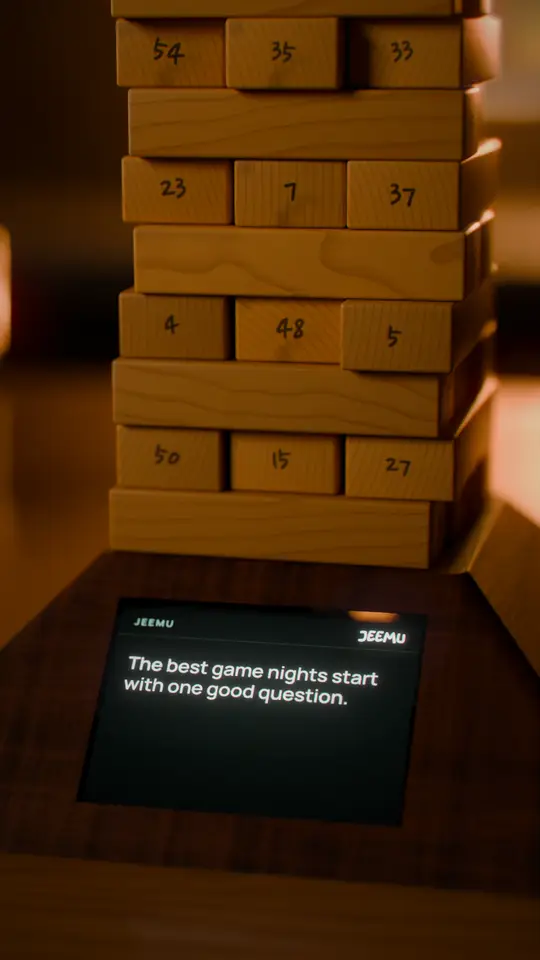 54 35 33
23 7 37
4 48 5
50 15 27
JEEMU JEEMU
The best game nights start
with one good question.